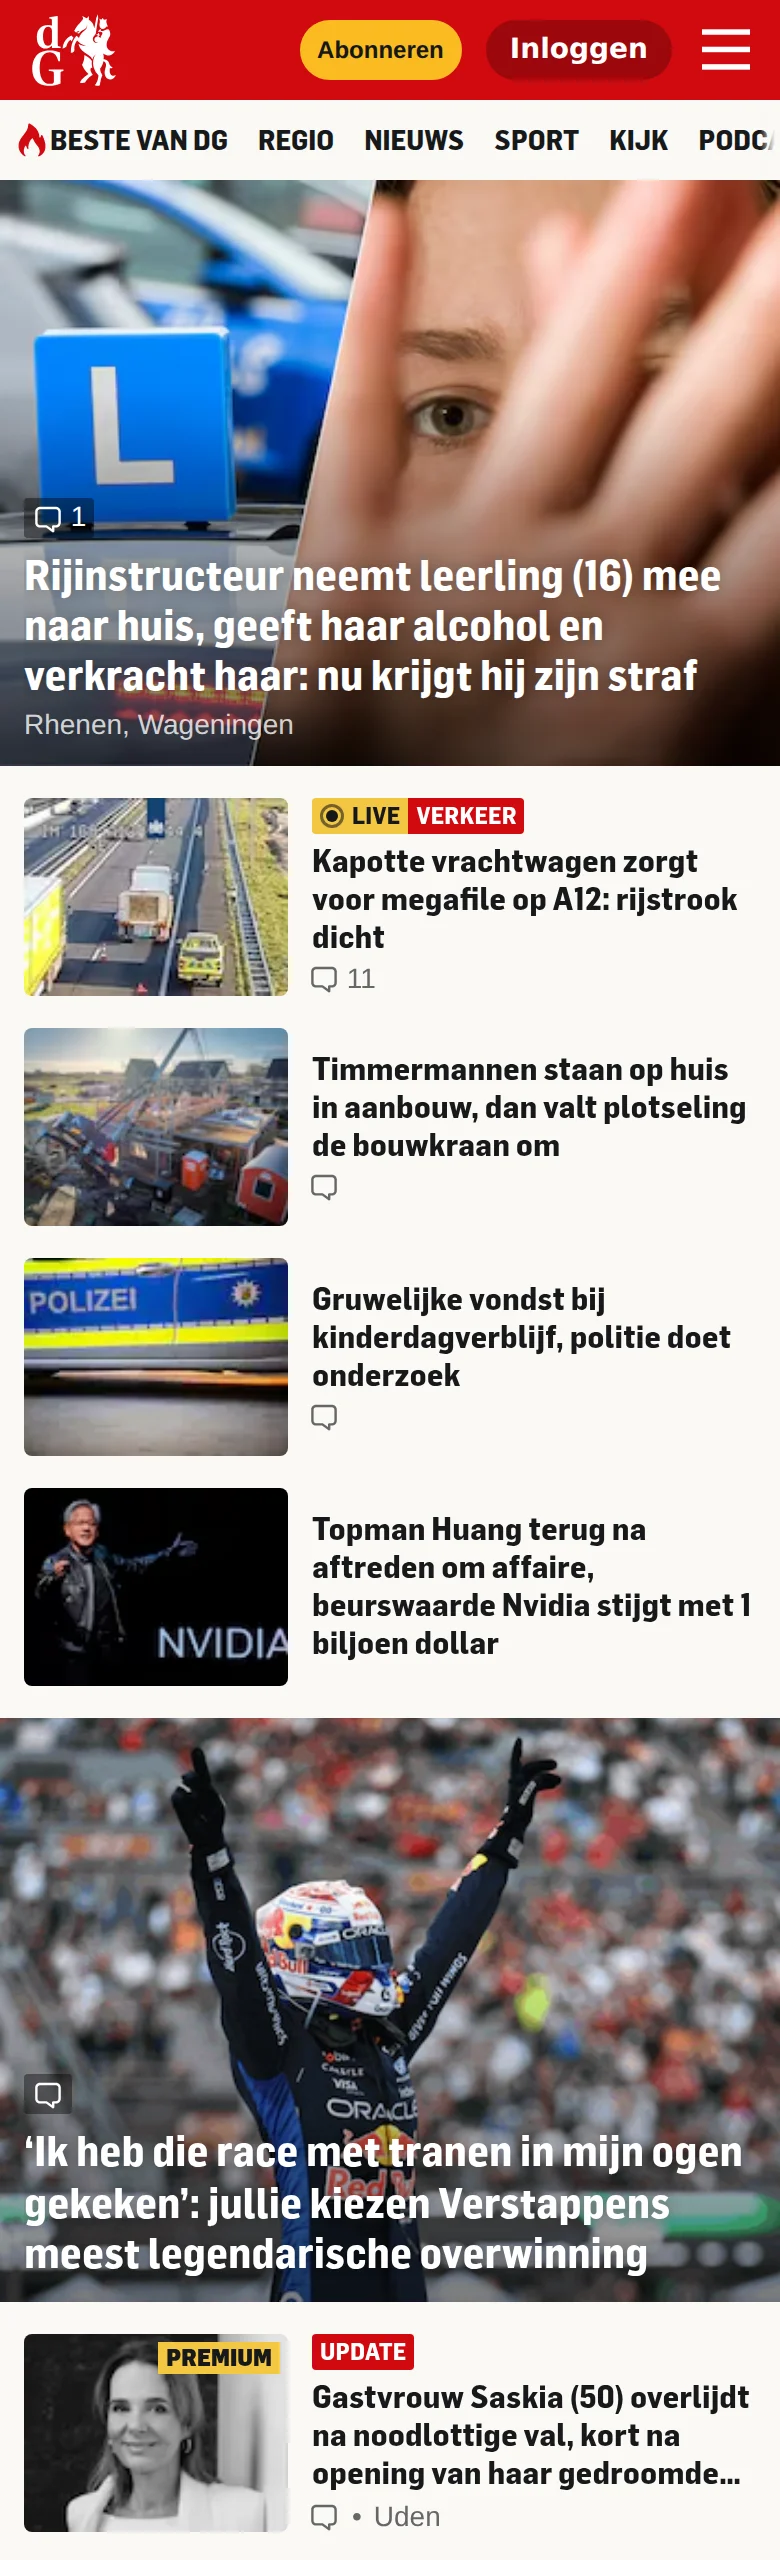 dG
Abonneren
Inloggen
BESTE VAN DG REGIO NIEUWS SPORT KIJK PODCA
L
1
Rijinstructeur neemt leerling (16) mee
naar huis, geeft haar alcohol en
verkracht haar: nu krijgt hij zijn straf
Rhenen, Wageningen
LIVE VERKEER
Kapotte vrachtwagen zorgt
voor megafile op A12: rijstrook
dicht
11
Timmermannen staan op huis
in aanbouw, dan valt plotseling
de bouwkraan om
POLIZEI
Gruwelijke vondst bij
kinderdagverblijf, politie doet
onderzoek
NVIDIA
Topman Huang terug na
aftreden om affaire,
beurswaarde Nvidia stijgt met 1
biljoen dollar
ORACLE
VISA
ORACLE
Red Bull
‘Ik heb die race met tranen in mijn ogen
gekeken’: jullie kiezen Verstappens
meest legendarische overwinning
PREMIUM
UPDATE
Gastvrouw Saskia (50) overlijdt
na noodlottige val, kort na
opening van haar gedroomde...
• Uden